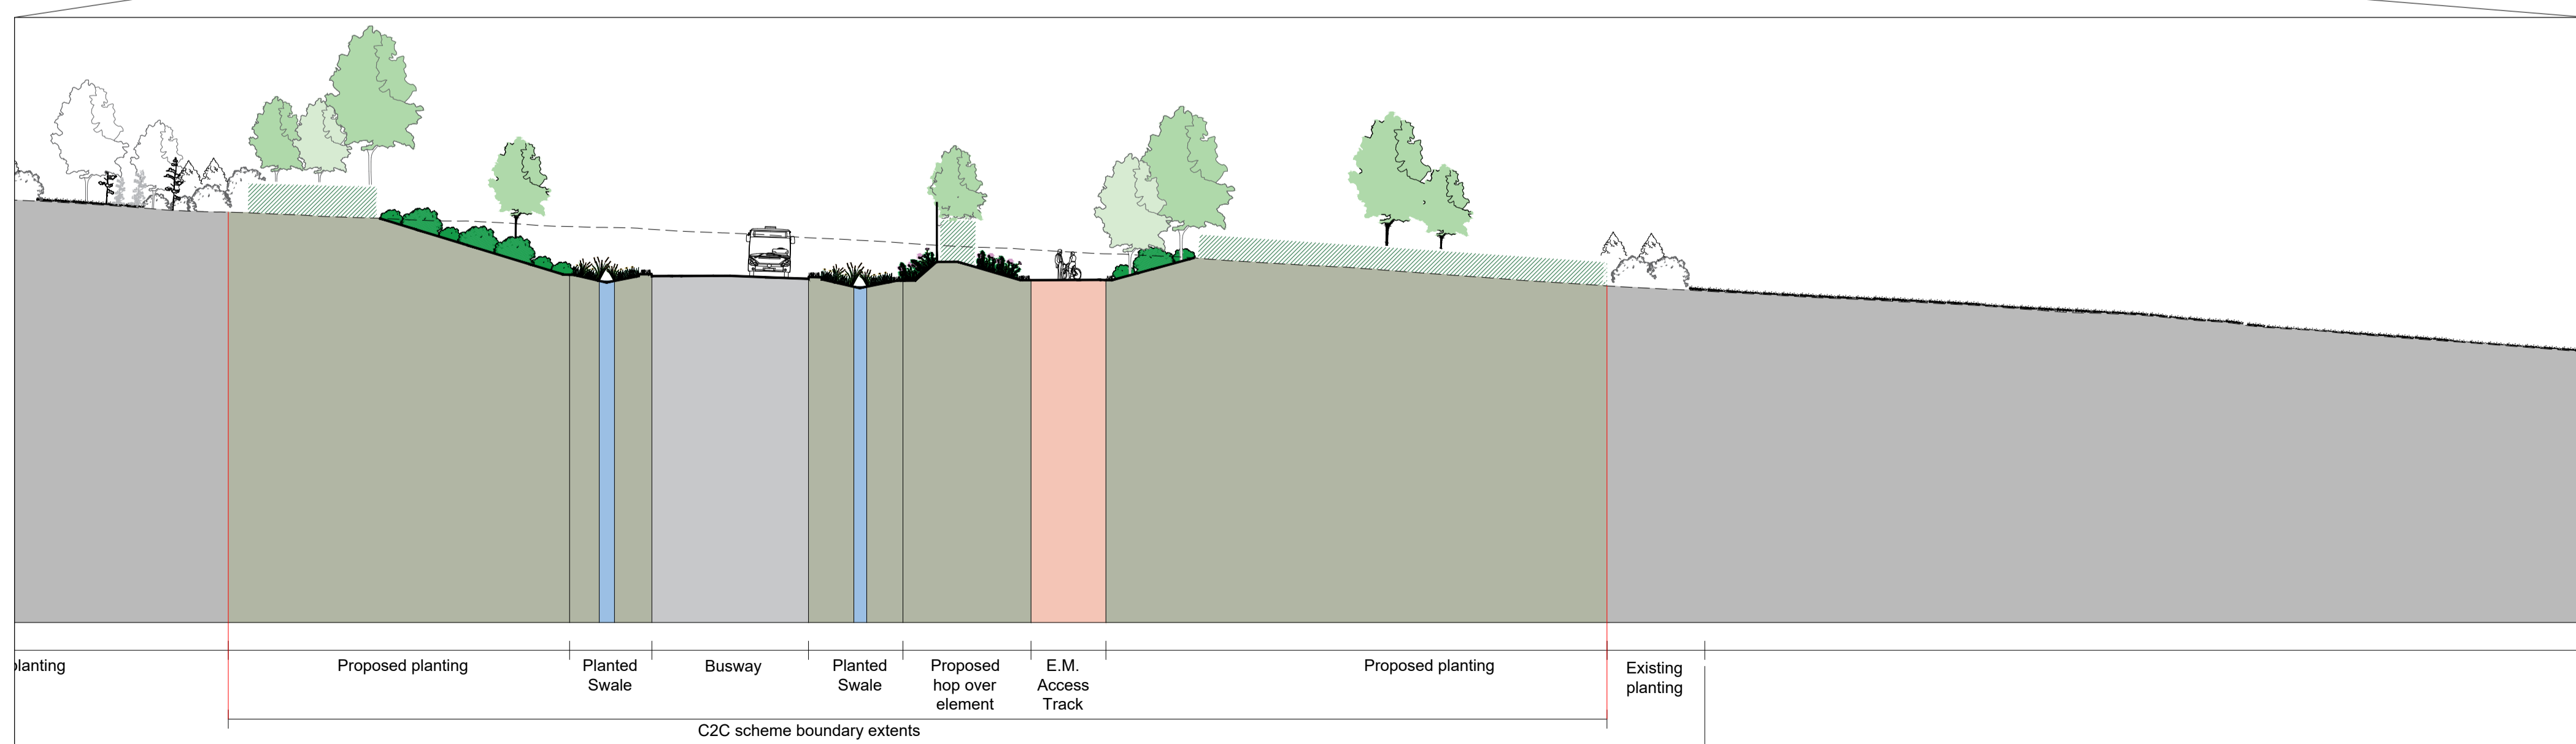 Proposed planting
Planted
Swale
Busway
Planted
Swale
Proposed
hop over
element
E.M.
Access
Track
Proposed planting
Existing
planting
C2C scheme boundary extents